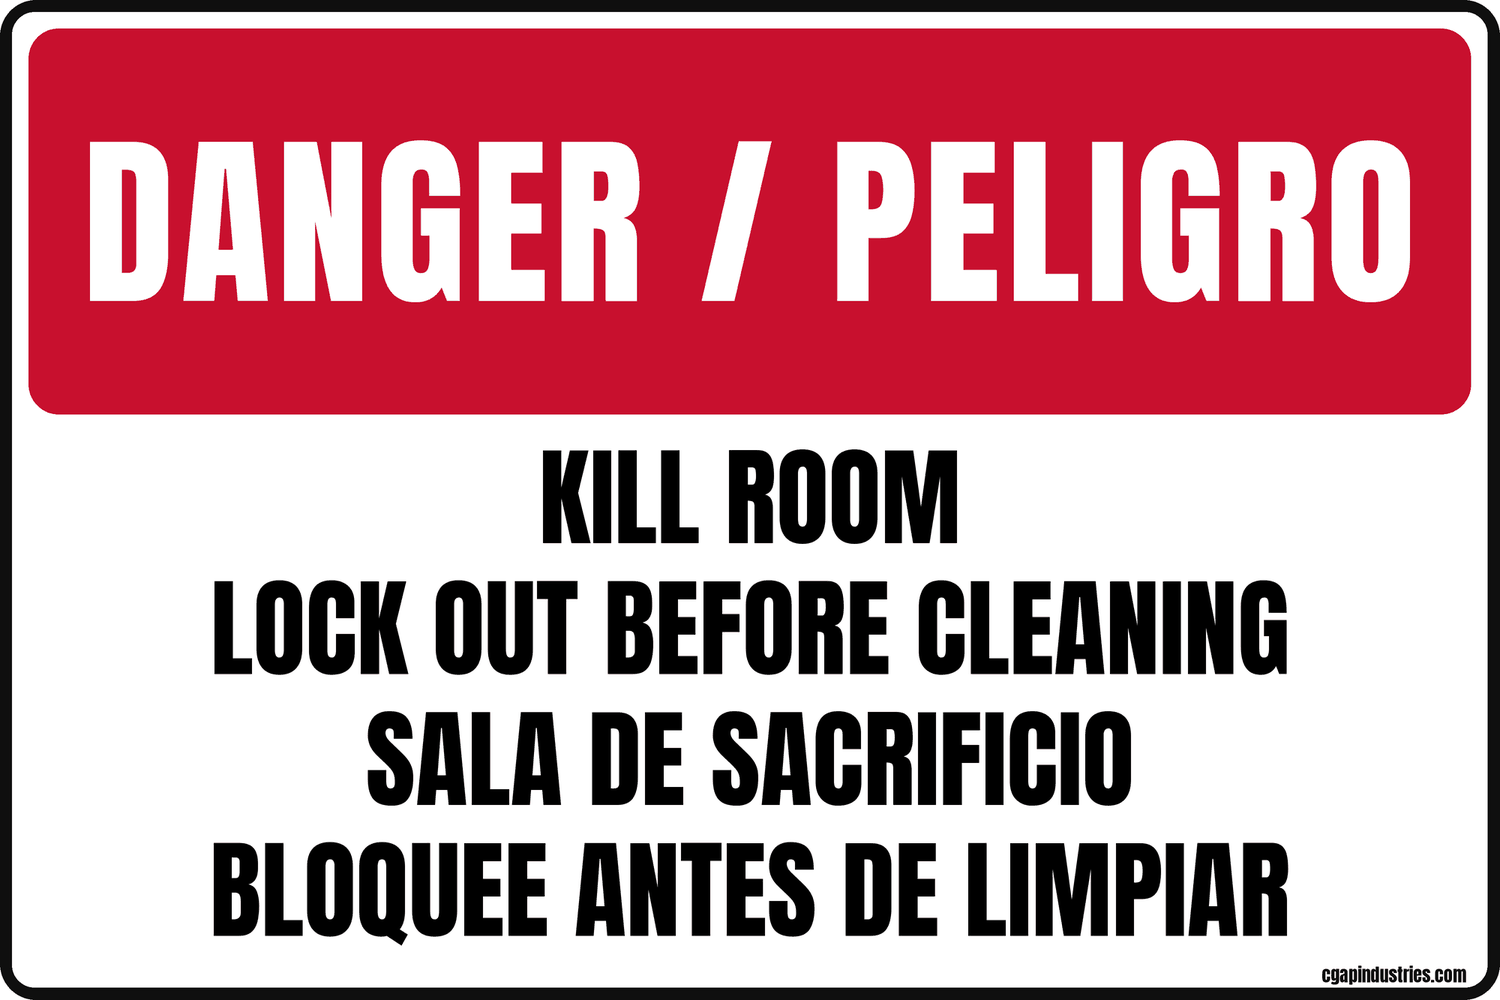 DANGER / PELIGRO
KILL ROOM
LOCK OUT BEFORE CLEANING
SALA DE SACRIFICIO
BLOQUEE ANTES DE LIMPIAR
cgapindustries.com